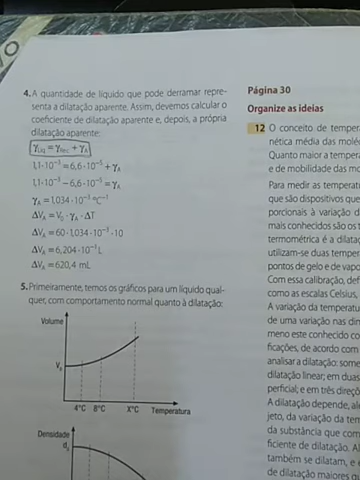 4. A quantidade de líquido que pode derramar repre-
senta a dilatação aparente. Assim, devemos calcular o
coeficiente de dilatação aparente e, depois, a própria
dilatação aparente:
γLíq = γRec + γA
1,1·10⁻³ = 6,6·10⁻⁵ + γA
1,1·10⁻³ − 6,6·10⁻⁵ = γA
γA = 1,034·10⁻³ °C⁻¹
ΔVA = V0 · γA · ΔT
ΔVA = 60·1,034·10⁻³·10
ΔVA = 6,204·10⁻¹ L
ΔVA = 620,4 mL
5. Primeiramente, temos os gráficos para um líquido qual-
quer, com comportamento normal quanto à dilatação:
Volume
4°C 8°C X°C Temperatura
Densidade
Página 30
Organize as ideias
12 O conceito de temper
nética média das moléc
Quanto maior a tempera
e de mobilidade das mo
Para medir as temperatu
que são dispositivos que
porcionais à variação d
mais conhecidos são os t
termométrica é a dilata
utilizam-se duas temper
pontos de gelo e de vapo
Com essa calibração, def
como as escalas Celsius,
A variação da temperatu
de uma variação nas dim
meno este conhecido co
ficações, de acordo com
analisar a dilatação: some
dilatação linear; em duas
perficial; e em três direçõ
A dilatação depende, alé
jeto, da variação da tem
da substância que com
ficiente de dilatação. Al
também se dilatam, e
de dilatação maiores qu